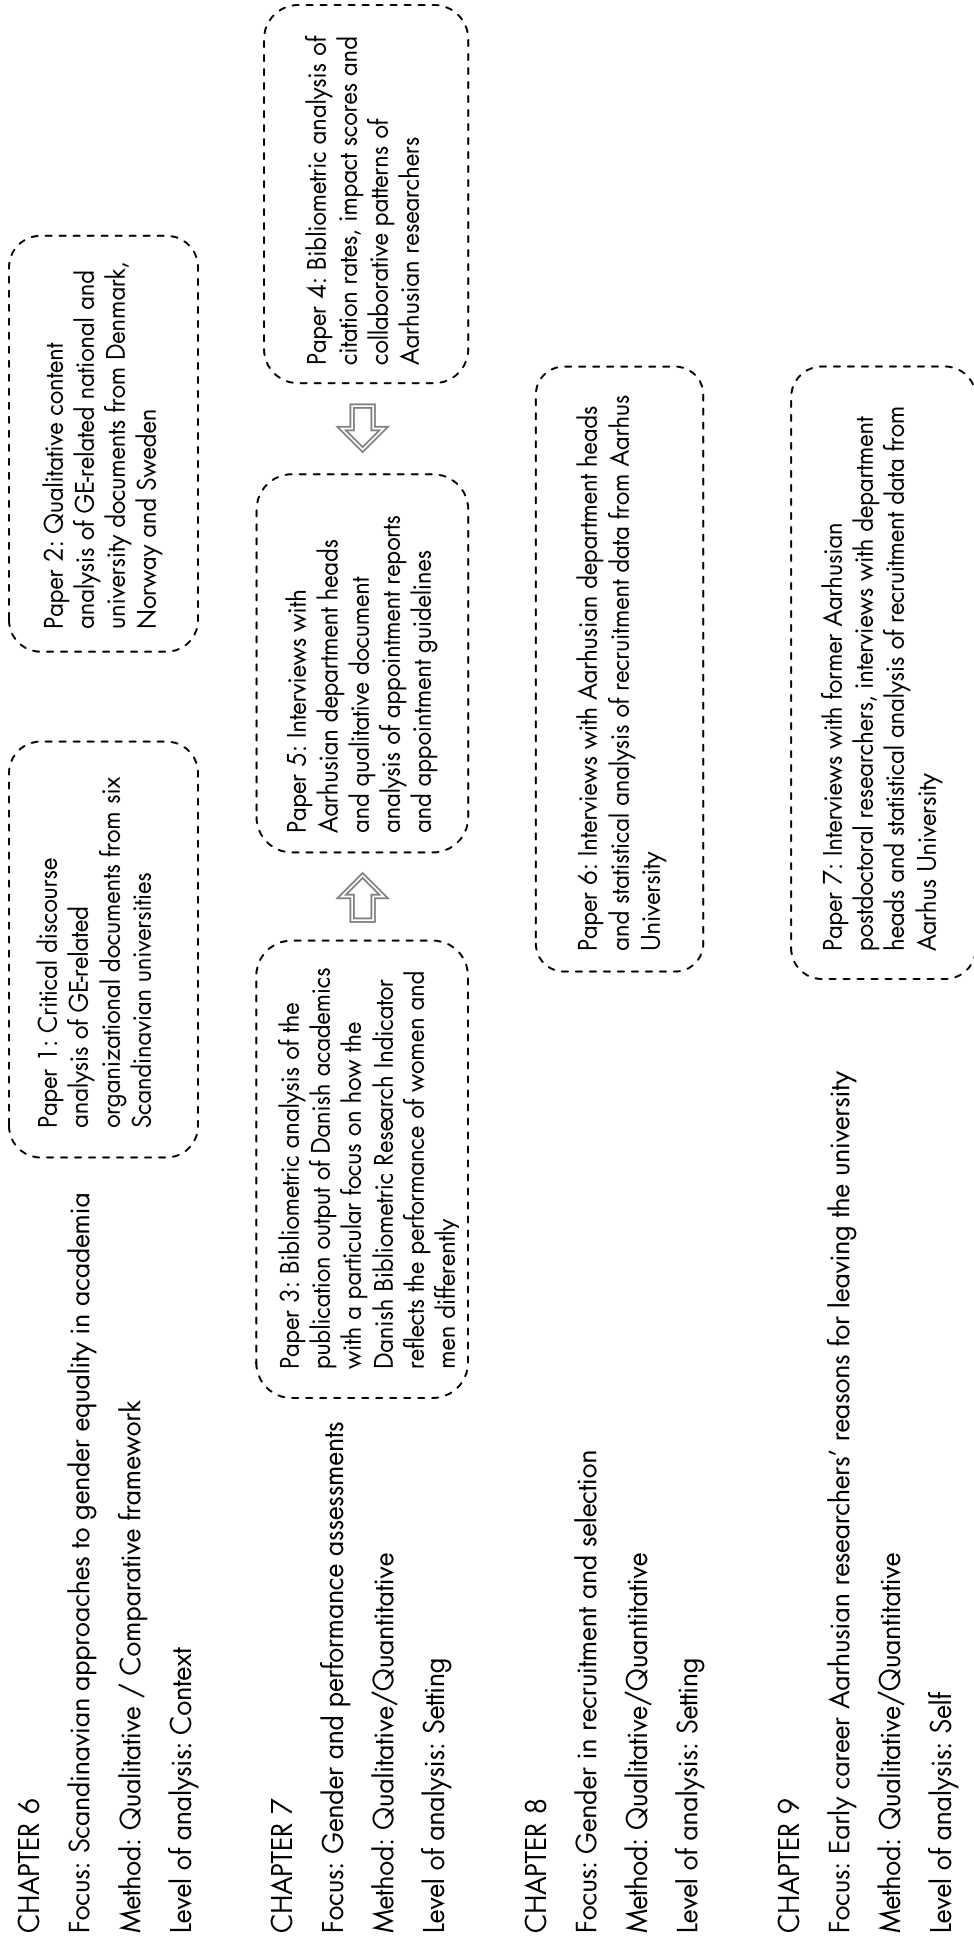 CHAPTER 6
Focus: Scandinavian approaches to gender equality in academia
Method: Qualitative / Comparative framework
Level of analysis: Context
Paper 1: Critical discourse
analysis of GE-related
organizational documents from six
Scandinavian universities
Paper 2: Qualitative content
analysis of GE-related national and
university documents from Denmark,
Norway and Sweden
CHAPTER 7
Focus: Gender and performance assessments
Method: Qualitative/Quantitative
Level of analysis: Setting
Paper 3: Bibliometric analysis of the
publication output of Danish academics
with a particular focus on how the
Danish Bibliometric Research Indicator
reflects the performance of women and
men differently
Paper 5: Interviews with
Aarhusian department heads
and qualitative document
analysis of appointment reports
and appointment guidelines
Paper 4: Bibliometric analysis of
citation rates, impact scores and
collaborative patterns of
Aarhusian researchers
CHAPTER 8
Focus: Gender in recruitment and selection
Method: Qualitative/Quantitative
Level of analysis: Setting
Paper 6: Interviews with Aarhusian department heads
and statistical analysis of recruitment data from Aarhus
University
CHAPTER 9
Focus: Early career Aarhusian researchers’ reasons for leaving the university
Method: Qualitative/Quantative
Level of analysis: Self
Paper 7: Interviews with former Aarhusian
postdoctoral researchers, interviews with department
heads and statistical analysis of recruitment data from
Aarhus University